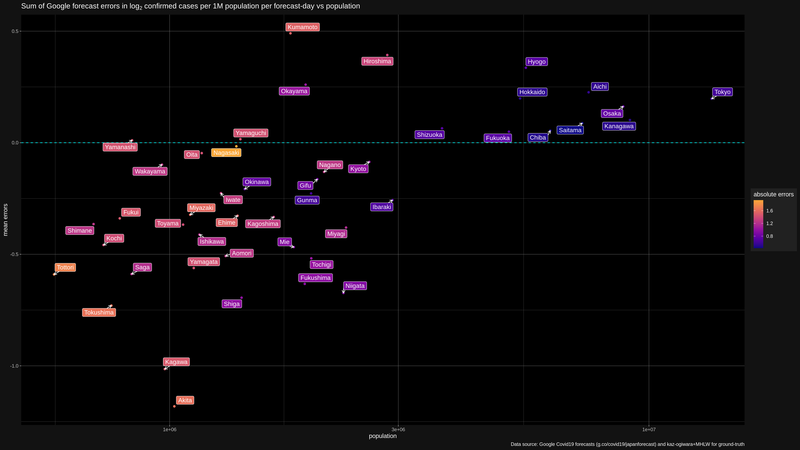 Sum of Google forecast errors in log2 confirmed cases per 1M population per forecast-day vs population
0.5
Kumamoto
Hiroshima
Hyogo
Okayama
Hokkaido
Aichi
Tokyo
Osaka
Kanagawa
Saitama
Shizuoka
Fukuoka
Chiba
0.0
Yamaguchi
Yamanashi
Oita
Nagasaki
Wakayama
Nagano
Kyoto
Okinawa
Gifu
Iwate
Gunma
Ibaraki
Miyazaki
Fukui
Shimane
Toyama
Ehime
Kagoshima
Kochi
Ishikawa
Mie
Miyagi
-0.5
Aomori
Tottori
Saga
Yamagata
Tochigi
Fukushima
Niigata
Shiga
Tokushima
-1.0
Kagawa
Akita
mean errors
absolute errors
1.6
1.2
0.8
1e+06
3e+06
1e+07
population
Data source: Google Covid19 forecasts (g.co/covid19/japanforecast) and kaz-ogiwara+MHLW for ground-truth